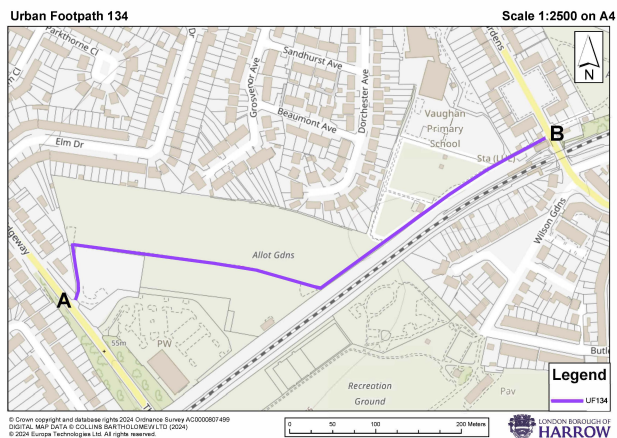 Urban Footpath 134
Scale 1:2500 on A4
Parkthorne Cl
Sandhurst Ave
Grosvenor Ave
Dorchester Ave
Beaumont Ave
N
Vaughan
Primary
School
B
Elm Dr
Sta (LUL)
Wilson Gdns
Allot Gdns
A
55m
PW
Recreation
Ground
Pav
Legend
UF134
© Crown copyright and database rights 2024 Ordnance Survey AC0000807499
DIGITAL MAP DATA © COLLINS BARTHOLOMEW LTD (2024)
© 2024 Europa Technologies Ltd. All rights reserved.
0 50 100 200 Meters
LONDON BOROUGH OF
HARROW